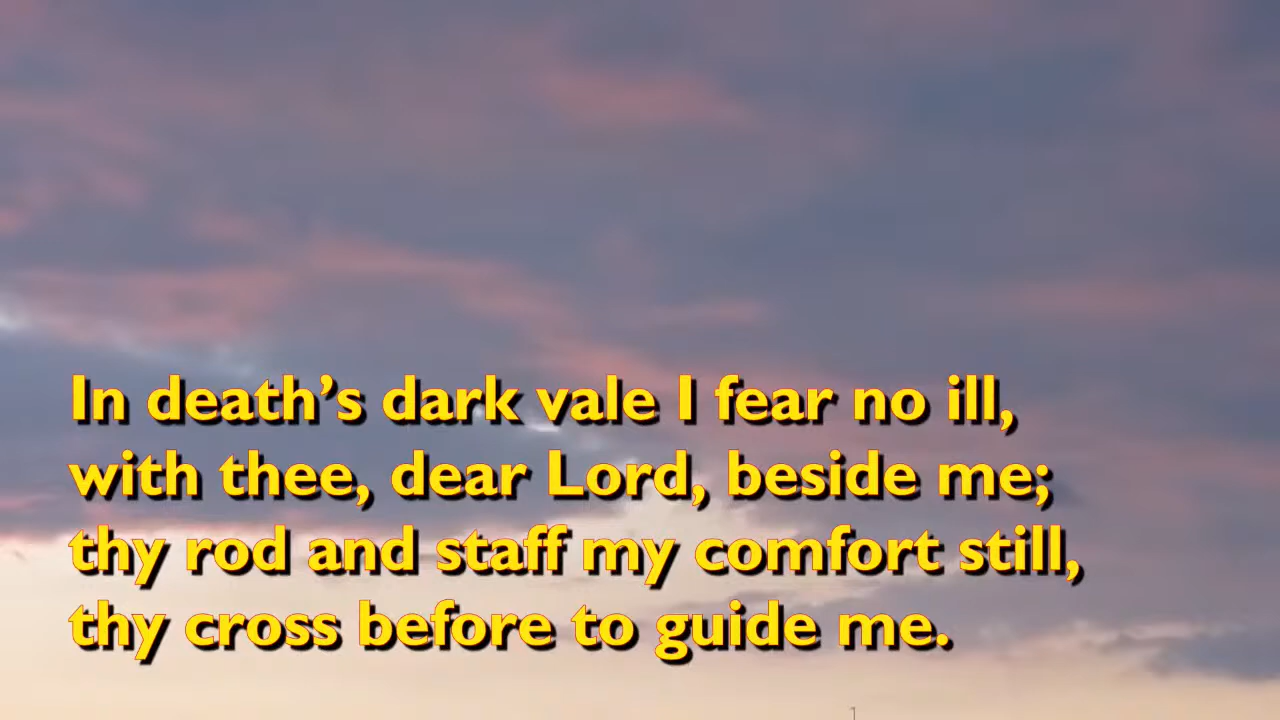 In death’s dark vale I fear no ill,
with thee, dear Lord, beside me;
thy rod and staff my comfort still,
thy cross before to guide me.